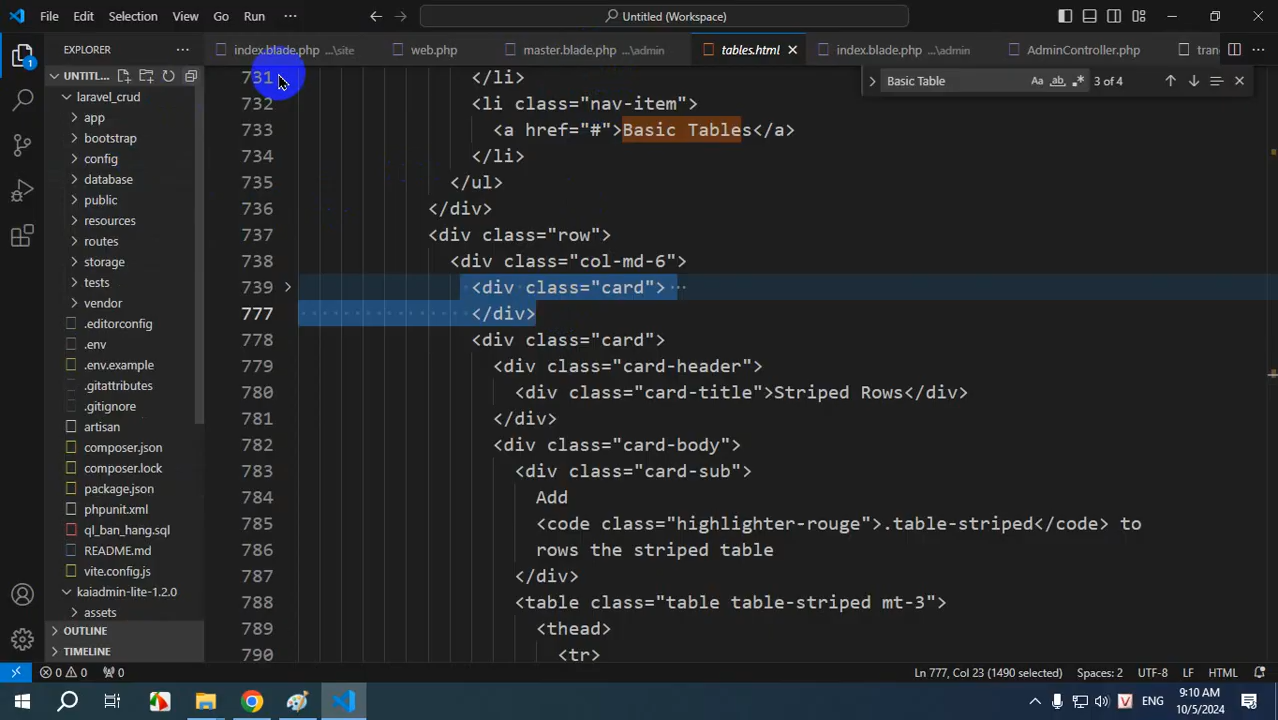 File Edit Selection View Go Run ··· Untitled (Workspace)
EXPLORER ··· index.blade.php ...\site web.php master.blade.php ...\admin tables.html index.blade.php ...\admin AdminController.php tran
UNTITL...
laravel_crud
app
bootstrap
config
database
public
resources
routes
storage
tests
vendor
.editorconfig
.env
.env.example
.gitattributes
.gitignore
artisan
composer.json
composer.lock
package.json
phpunit.xml
ql_ban_hang.sql
README.md
vite.config.js
kaiadmin-lite-1.2.0
assets
OUTLINE
TIMELINE
1
Basic Table Aa ab .* 3 of 4
731 </li>
732 <li class="nav-item">
733 <a href="#">Basic Tables</a>
734 </li>
735 </ul>
736 </div>
737 <div class="row">
738 <div class="col-md-6">
739 <div class="card"> ···
777 </div>
778 <div class="card">
779 <div class="card-header">
780 <div class="card-title">Striped Rows</div>
781 </div>
782 <div class="card-body">
783 <div class="card-sub">
784 Add
785 <code class="highlighter-rouge">.table-striped</code> to
786 rows the striped table
787 </div>
788 <table class="table table-striped mt-3">
789 <thead>
790 <tr>
0 0 0 Ln 777, Col 23 (1490 selected) Spaces: 2 UTF-8 LF HTML
V ENG 9:10 AM
10/5/2024